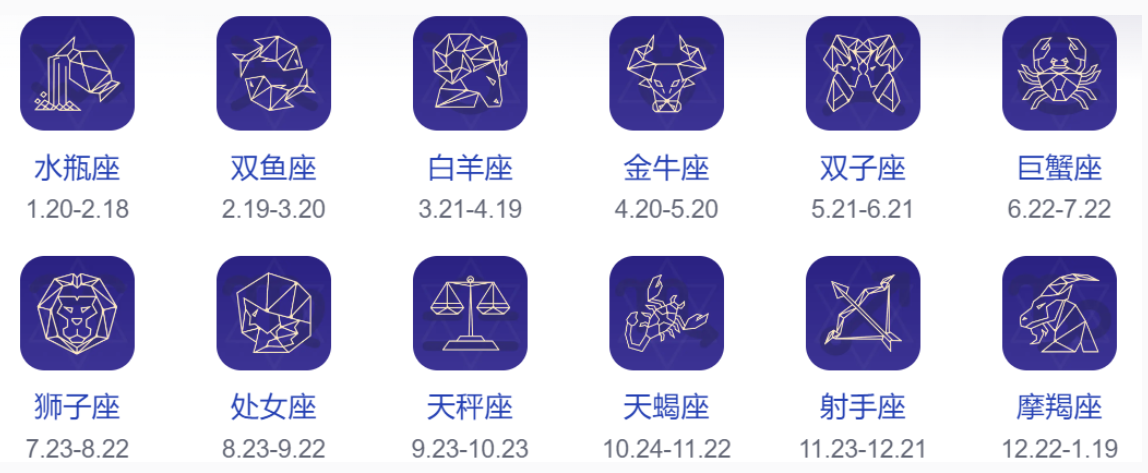 水瓶座 双鱼座 白羊座 金牛座 双子座 巨蟹座
1.20-2.18 2.19-3.20 3.21-4.19 4.20-5.20 5.21-6.21 6.22-7.22
狮子座 处女座 天秤座 天蝎座 射手座 摩羯座
7.23-8.22 8.23-9.22 9.23-10.23 10.24-11.22 11.23-12.21 12.22-1.19